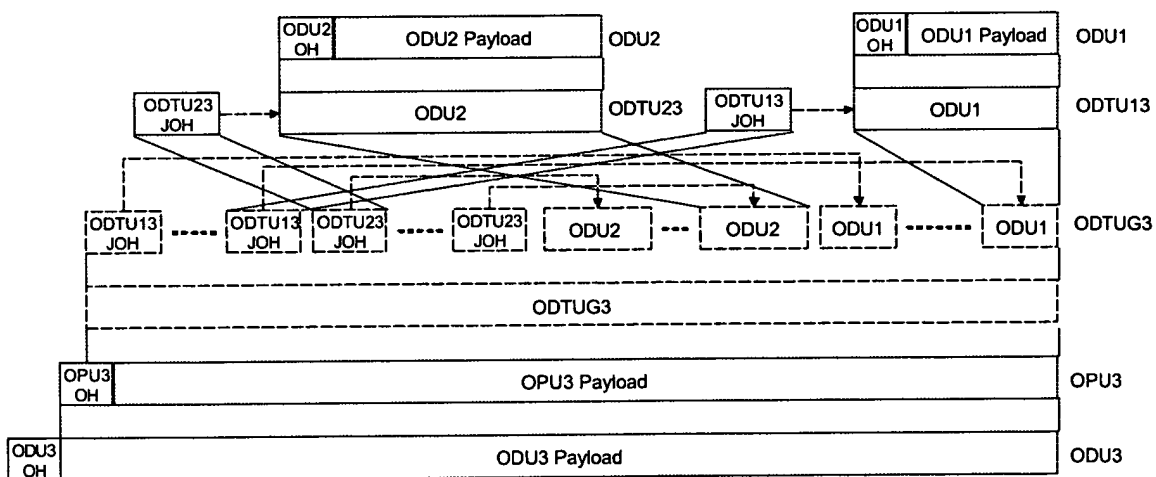 ODU2 OH ODU2 Payload ODU2 ODU1 OH ODU1 Payload ODU1
ODTU23 JOH ODU2 ODTU23 ODTU13 JOH ODU1 ODTU13
ODTU13 JOH ODTU13 JOH ODTU23 JOH ODTU23 JOH ODU2 ODU2 ODU1 ODU1 ODTUG3
ODTUG3
OPU3 OH OPU3 Payload OPU3
ODU3 OH ODU3 Payload ODU3